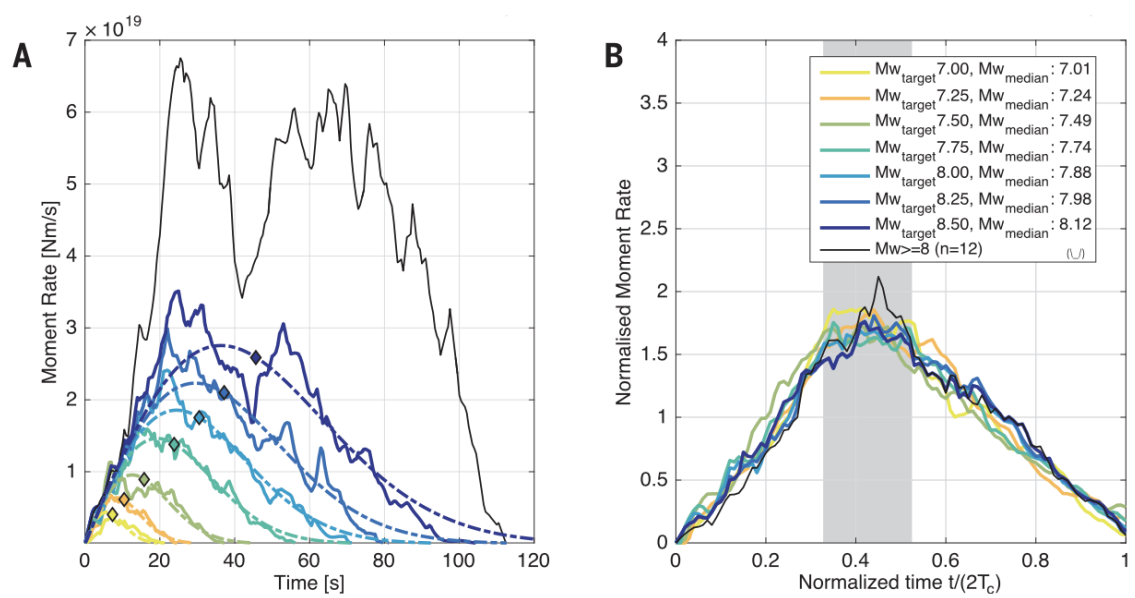 A
7 × 10^19
6
5
4
3
2
1
0
0 20 40 60 80 100 120
Moment Rate [Nm/s]
Time [s]
B
4
3.5
3
2.5
2
1.5
1
0.5
0
0 0.2 0.4 0.6 0.8 1
Normalised Moment Rate
Normalized time t/(2T_c)
Mw_target 7.00, Mw_median: 7.01
Mw_target 7.25, Mw_median: 7.24
Mw_target 7.50, Mw_median: 7.49
Mw_target 7.75, Mw_median: 7.74
Mw_target 8.00, Mw_median: 7.88
Mw_target 8.25, Mw_median: 7.98
Mw_target 8.50, Mw_median: 8.12
Mw>=8 (n=12)
(\_/)